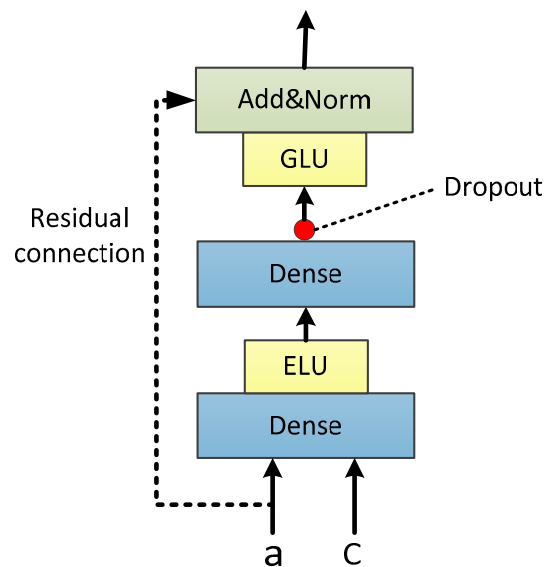 Add&Norm
GLU
Dropout
Residual
connection
Dense
ELU
Dense
a
c